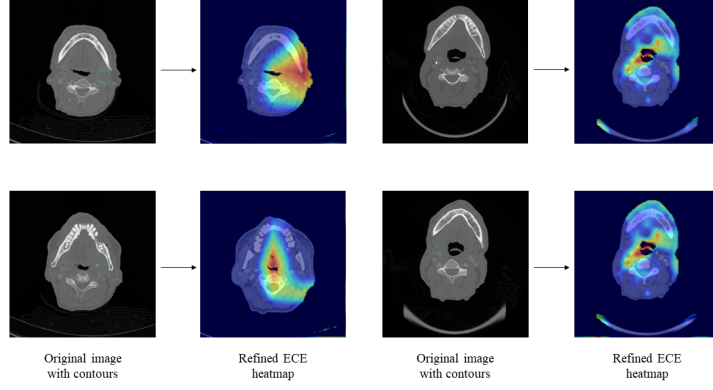 Original image
with contours
Refined ECE
heatmap
Original image
with contours
Refined ECE
heatmap